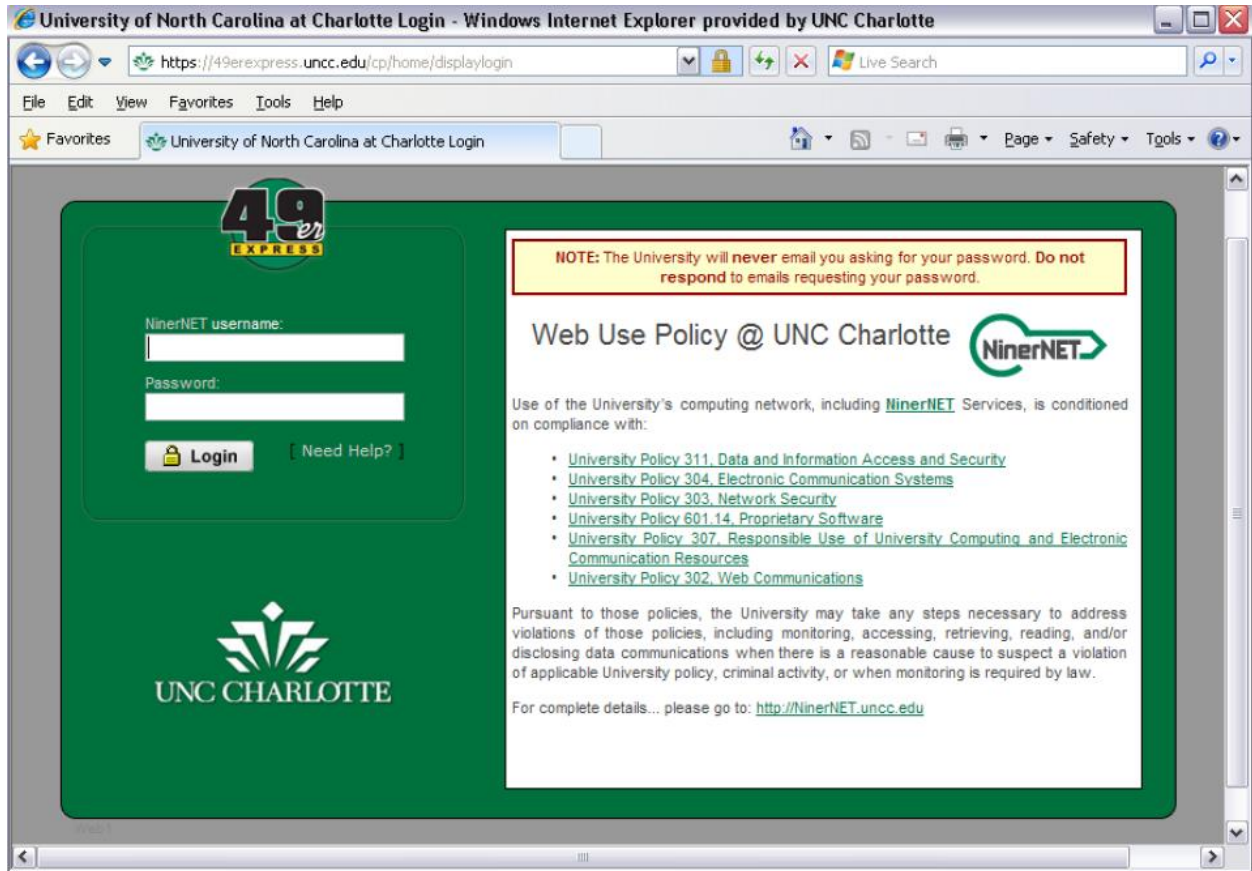 University of North Carolina at Charlotte Login - Windows Internet Explorer provided by UNC Charlotte
https://49erexpress.uncc.edu/cp/home/displaylogin
Live Search
File Edit View Favorites Tools Help
Favorites University of North Carolina at Charlotte Login Page Safety Tools
49er
EXPRESS
NinerNET username:
Password:
Login [ Need Help? ]
UNC CHARLOTTE
NOTE: The University will never email you asking for your password. Do not
respond to emails requesting your password.
Web Use Policy @ UNC Charlotte
NinerNET
Use of the University's computing network, including NinerNET Services, is conditioned
on compliance with:
• University Policy 311, Data and Information Access and Security
• University Policy 304, Electronic Communication Systems
• University Policy 303, Network Security
• University Policy 601.14, Proprietary Software
• University Policy 307, Responsible Use of University Computing and Electronic
Communication Resources
• University Policy 302, Web Communications
Pursuant to those policies, the University may take any steps necessary to address
violations of those policies, including monitoring, accessing, retrieving, reading, and/or
disclosing data communications when there is a reasonable cause to suspect a violation
of applicable University policy, criminal activity, or when monitoring is required by law.
For complete details... please go to: http://NinerNET.uncc.edu
Web1